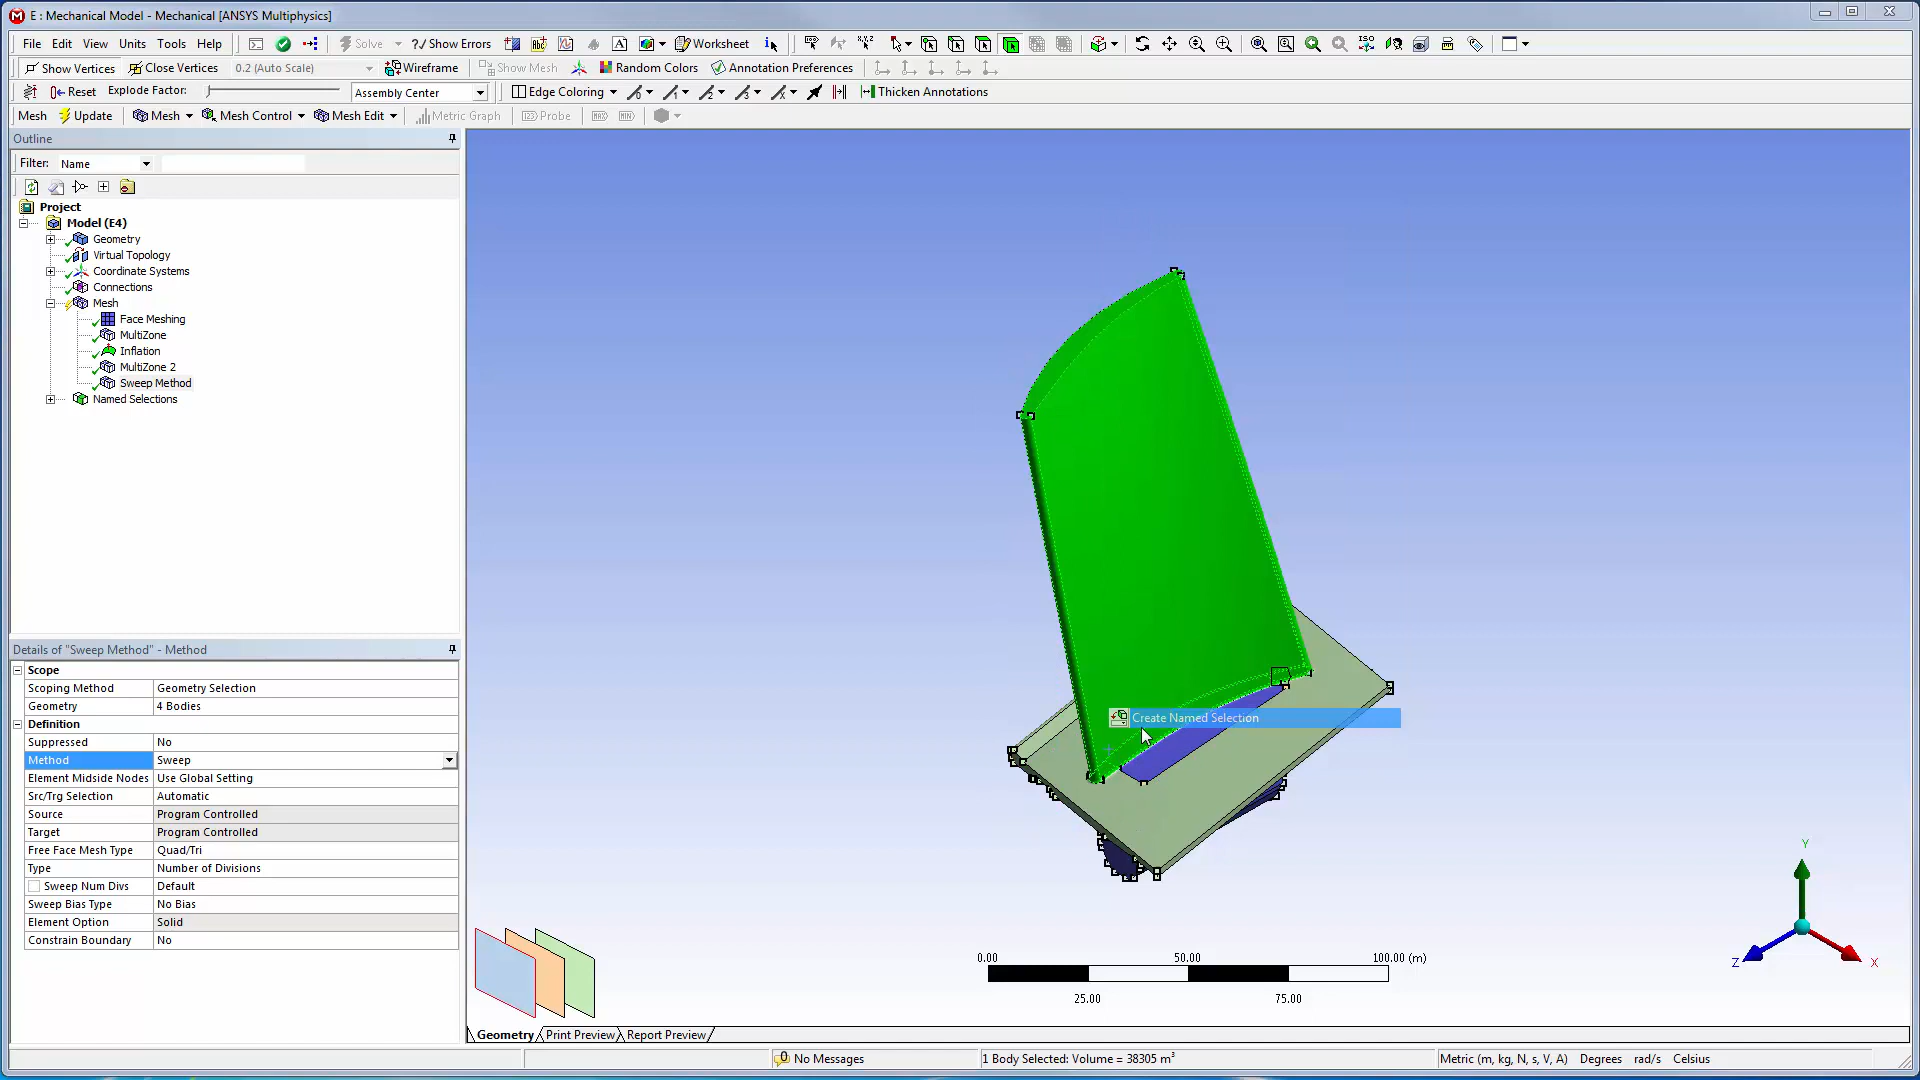 E : Mechanical Model - Mechanical [ANSYS Multiphysics]
File Edit View Units Tools Help Solve ?/ Show Errors Worksheet
Show Vertices Close Vertices 0.2 (Auto Scale) Wireframe Show Mesh Random Colors Annotation Preferences
Reset Explode Factor: Assembly Center Edge Coloring Thicken Annotations
Mesh Update Mesh Mesh Control Mesh Edit Metric Graph Probe
Outline
Filter: Name
Project
Model (E4)
Geometry
Virtual Topology
Coordinate Systems
Connections
Mesh
Face Meshing
MultiZone
Inflation
MultiZone 2
Sweep Method
Named Selections
Details of "Sweep Method" - Method
Scope
Scoping Method Geometry Selection
Geometry 4 Bodies
Definition
Suppressed No
Method Sweep
Element Midside Nodes Use Global Setting
Src/Trg Selection Automatic
Source Program Controlled
Target Program Controlled
Free Face Mesh Type Quad/Tri
Type Number of Divisions
Sweep Num Divs Default
Sweep Bias Type No Bias
Element Option Solid
Constrain Boundary No
Create Named Selection
0.00 50.00 100.00 (m)
25.00 75.00
Y
Z X
Geometry Print Preview Report Preview
No Messages 1 Body Selected: Volume = 38305 m³ Metric (m, kg, N, s, V, A) Degrees rad/s Celsius